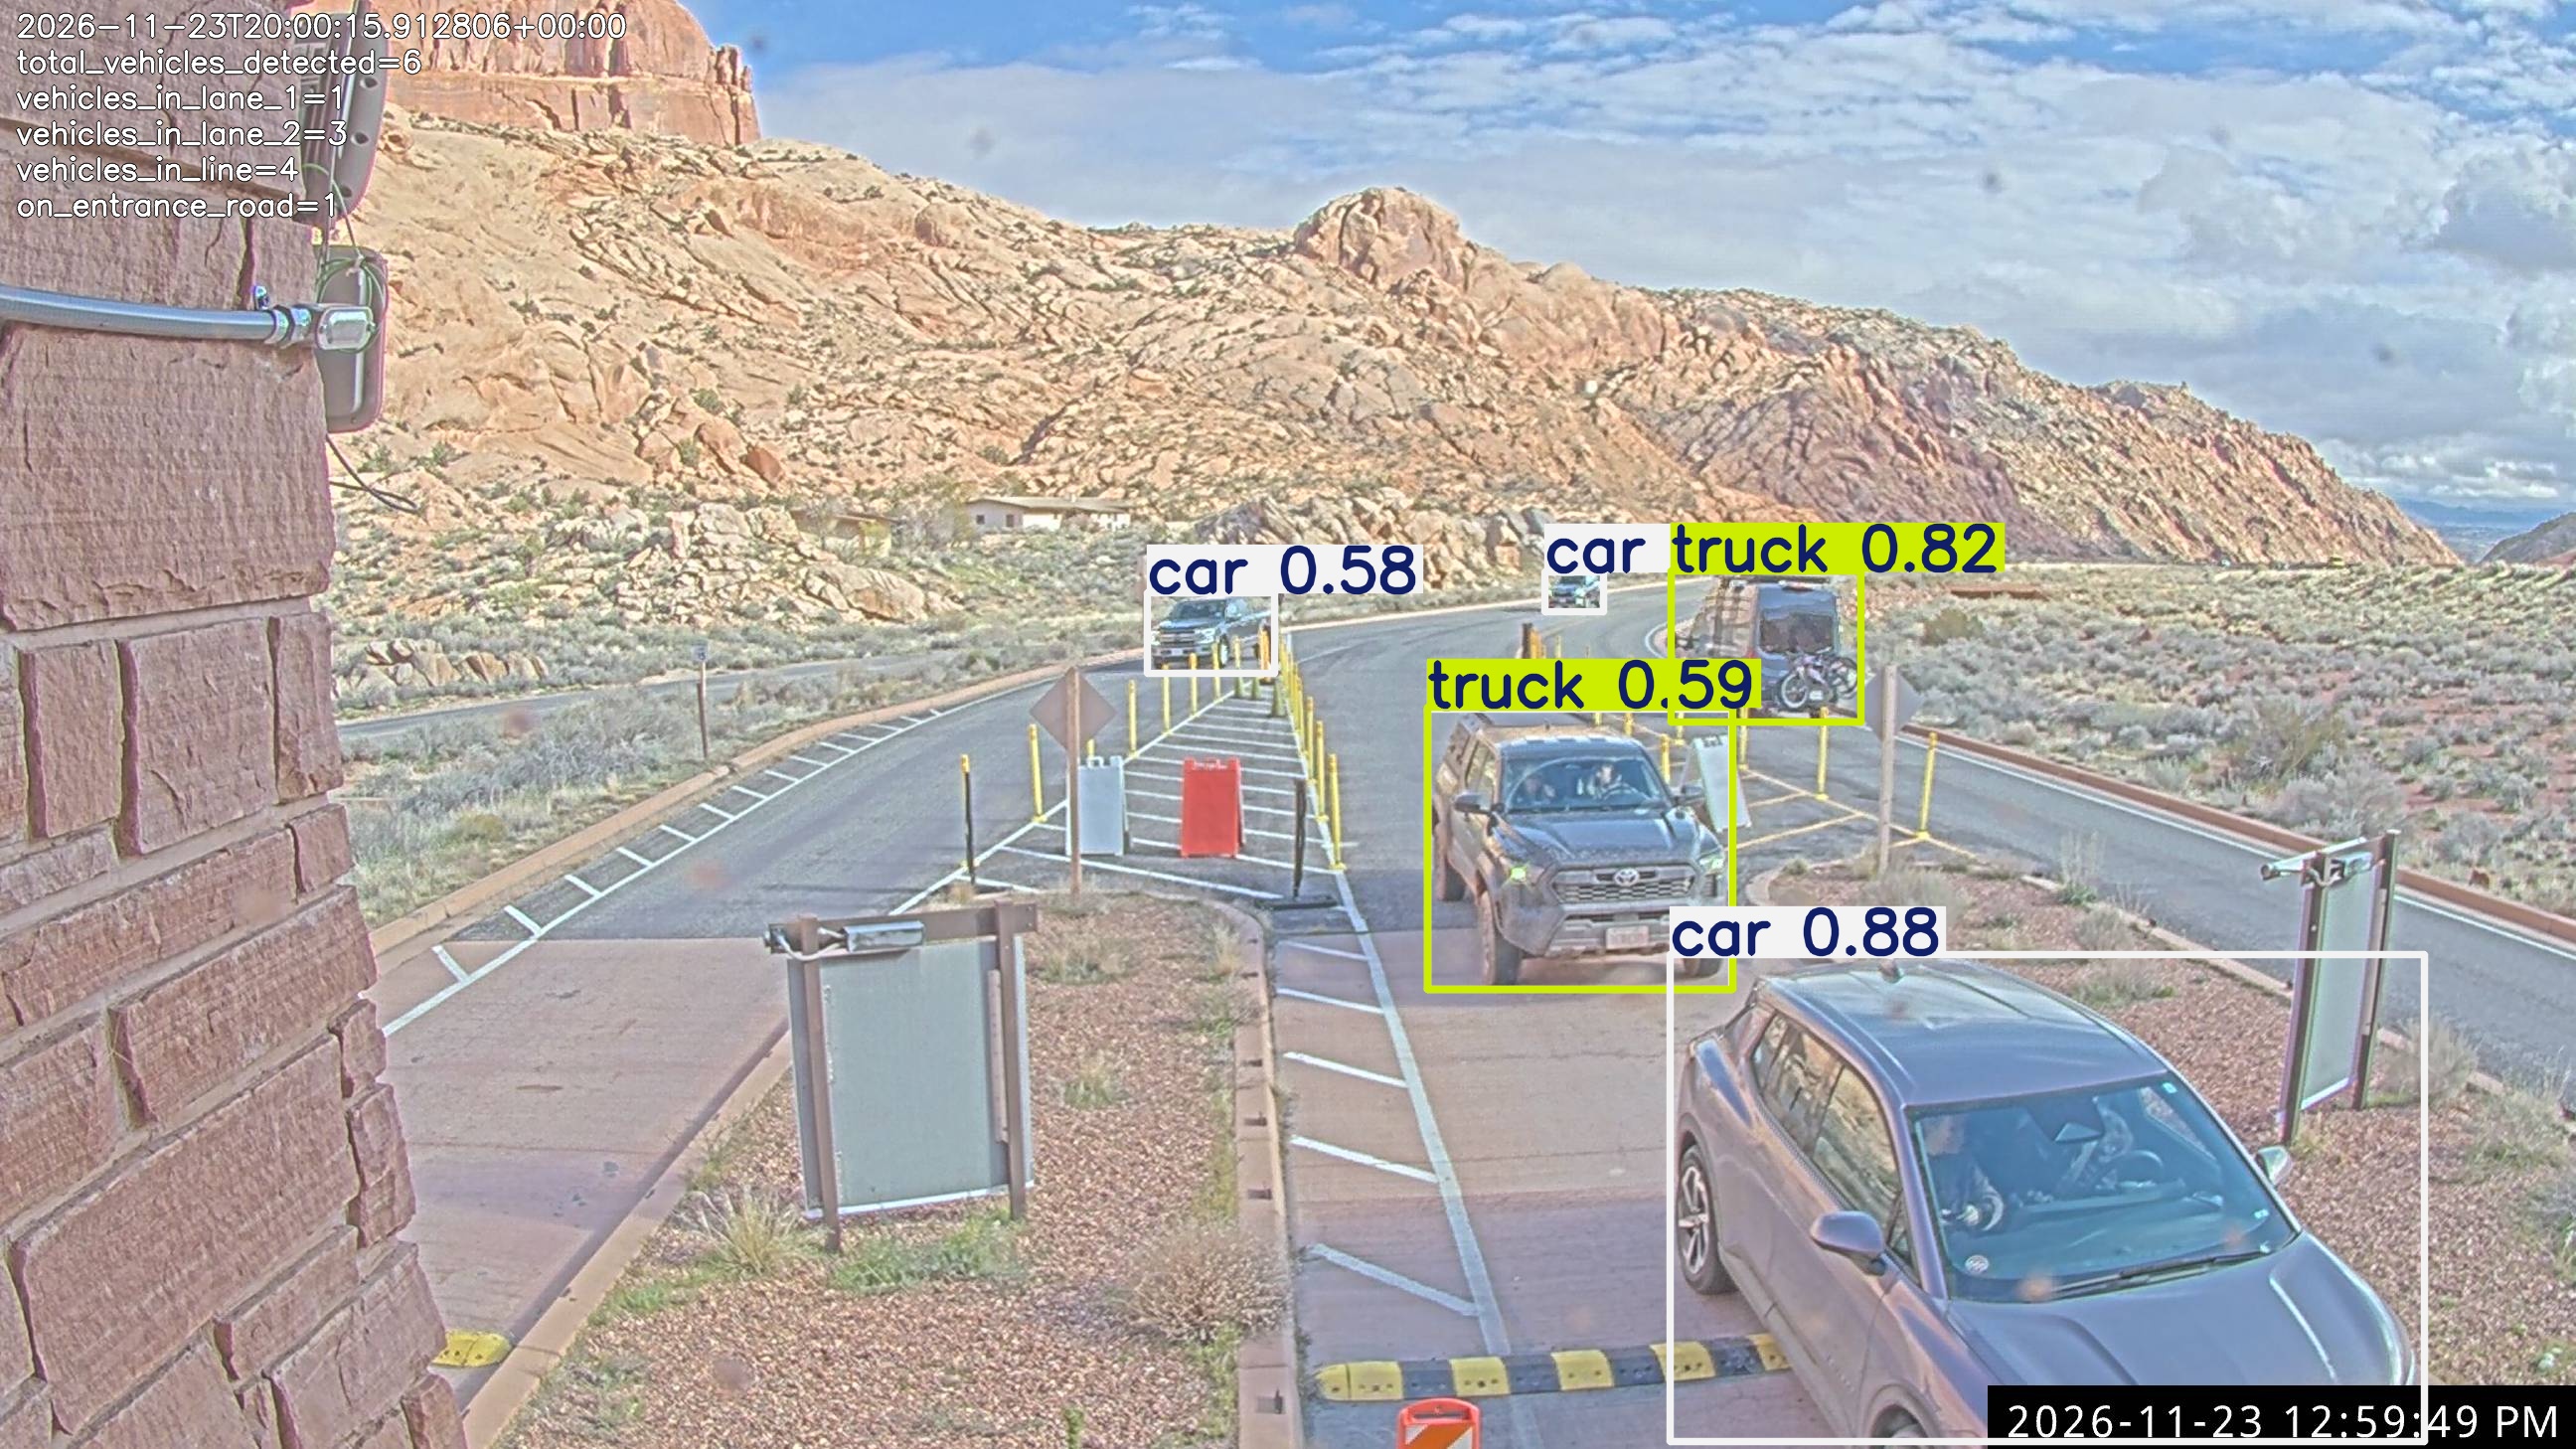 2026-11-23T20:00:15.912806+00:00
total_vehicles_detected=6
vehicles_in_lane_1=1
vehicles_in_lane_2=3
vehicles_in_line=4
on_entrance_road=1
car 0.58
car
truck 0.82
truck 0.59
car 0.88
2026-11-23 12:59:49 PM